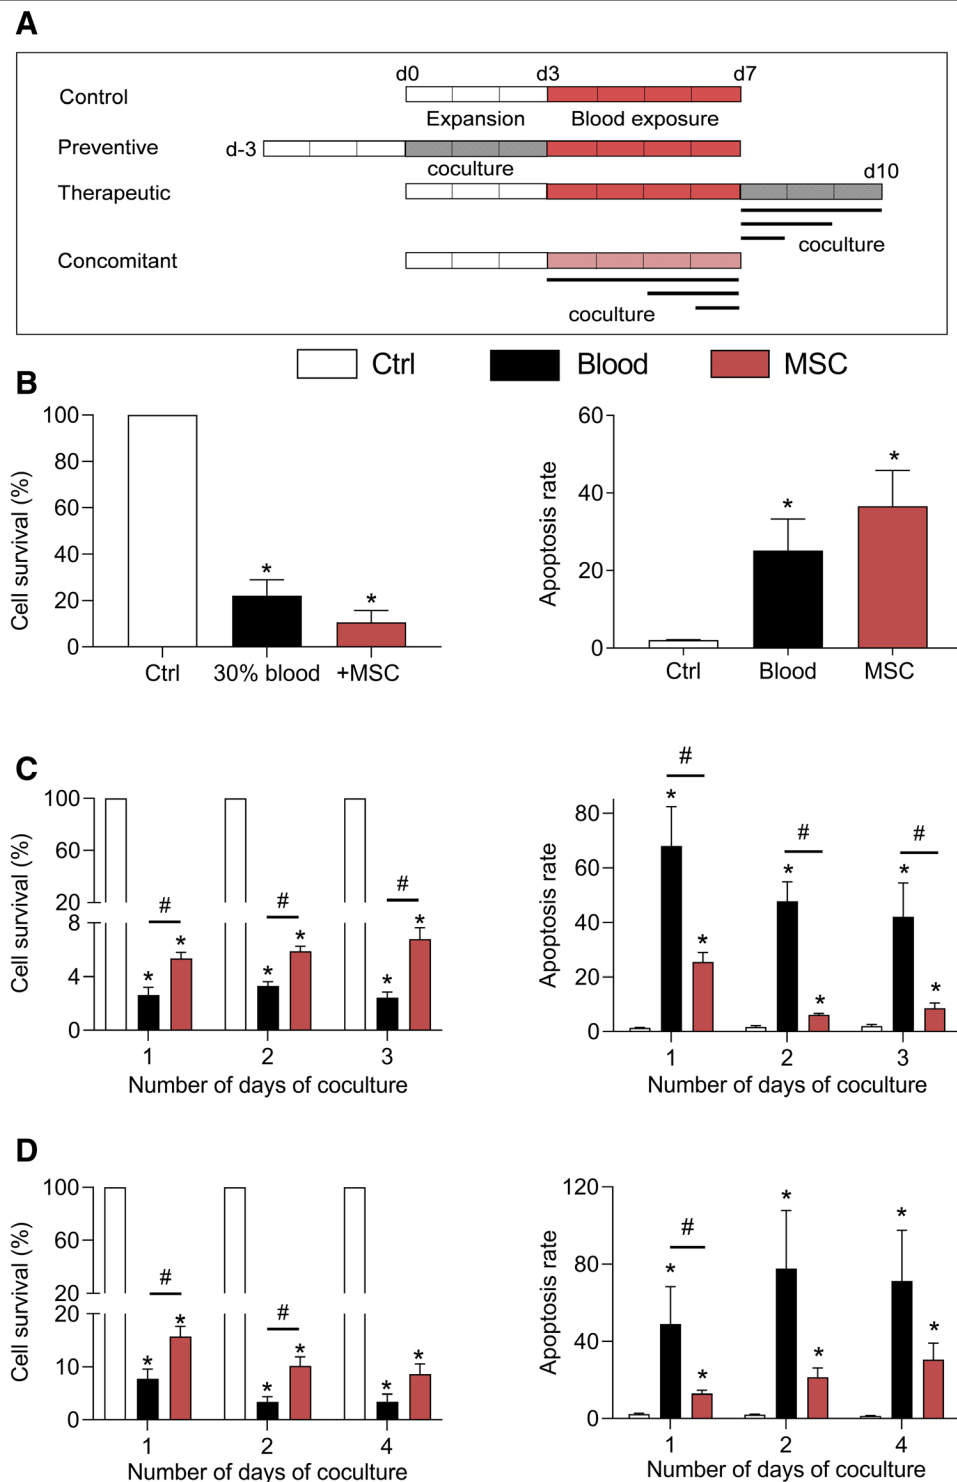 A
d0 d3 d7
Control
Expansion Blood exposure
Preventive
d-3
coculture
d10
Therapeutic
coculture
Concomitant
coculture
Ctrl Blood MSC
B
Cell survival (%)
100
80
60
40
20
0
* *
Ctrl 30% blood +MSC
Apoptosis rate
60
40
20
0
* *
Ctrl Blood MSC
C
Cell survival (%)
100
60
20
8
4
0
# # #
* * * * * *
1 2 3
Number of days of coculture
Apoptosis rate
80
60
40
20
0
# # #
* * * * * *
1 2 3
Number of days of coculture
D
Cell survival (%)
100
60
20
20
10
0
# #
* * * * * *
1 2 4
Number of days of coculture
Apoptosis rate
120
80
40
0
#
* * * * * *
1 2 4
Number of days of coculture